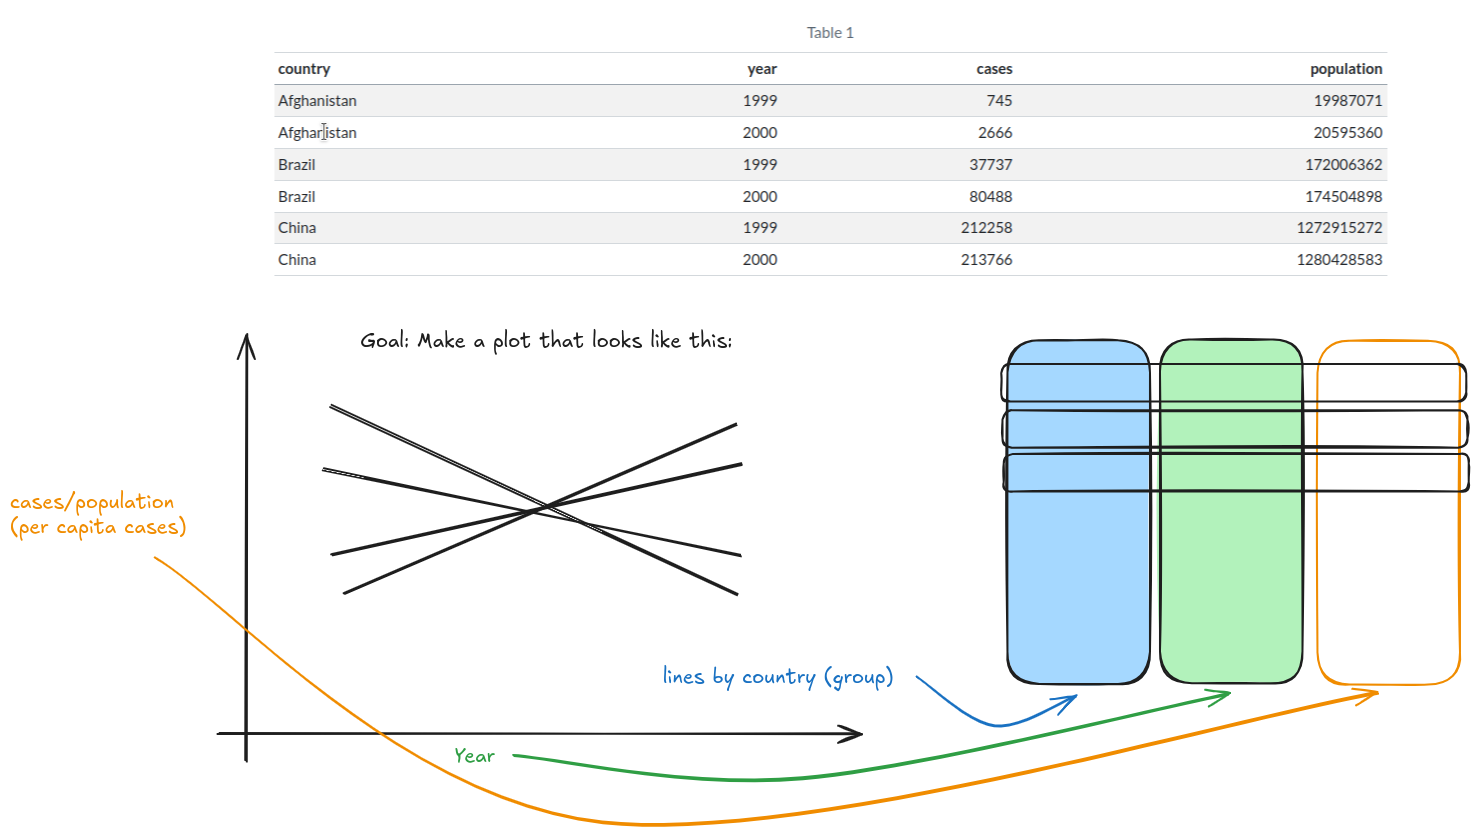 Table 1
country year cases population
Afghanistan 1999 745 19987071
Afghanistan 2000 2666 20595360
Brazil 1999 37737 172006362
Brazil 2000 80488 174504898
China 1999 212258 1272915272
China 2000 213766 1280428583
Goal: Make a plot that looks like this:
cases/population
(per capita cases)
lines by country (group)
Year